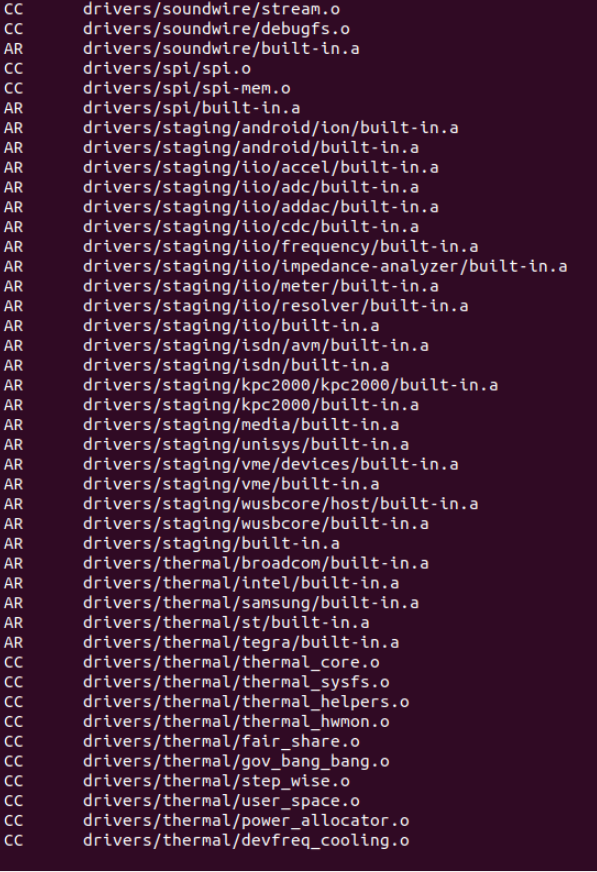 CC drivers/soundwire/stream.o
CC drivers/soundwire/debugfs.o
AR drivers/soundwire/built-in.a
CC drivers/spi/spi.o
CC drivers/spi/spi-mem.o
AR drivers/spi/built-in.a
AR drivers/staging/android/ion/built-in.a
AR drivers/staging/android/built-in.a
AR drivers/staging/iio/accel/built-in.a
AR drivers/staging/iio/adc/built-in.a
AR drivers/staging/iio/addac/built-in.a
AR drivers/staging/iio/cdc/built-in.a
AR drivers/staging/iio/frequency/built-in.a
AR drivers/staging/iio/impedance-analyzer/built-in.a
AR drivers/staging/iio/meter/built-in.a
AR drivers/staging/iio/resolver/built-in.a
AR drivers/staging/iio/built-in.a
AR drivers/staging/isdn/avm/built-in.a
AR drivers/staging/isdn/built-in.a
AR drivers/staging/kpc2000/kpc2000/built-in.a
AR drivers/staging/kpc2000/built-in.a
AR drivers/staging/media/built-in.a
AR drivers/staging/unisys/built-in.a
AR drivers/staging/vme/devices/built-in.a
AR drivers/staging/vme/built-in.a
AR drivers/staging/wusbcore/host/built-in.a
AR drivers/staging/wusbcore/built-in.a
AR drivers/staging/built-in.a
AR drivers/thermal/broadcom/built-in.a
AR drivers/thermal/intel/built-in.a
AR drivers/thermal/samsung/built-in.a
AR drivers/thermal/st/built-in.a
AR drivers/thermal/tegra/built-in.a
CC drivers/thermal/thermal_core.o
CC drivers/thermal/thermal_sysfs.o
CC drivers/thermal/thermal_helpers.o
CC drivers/thermal/thermal_hwmon.o
CC drivers/thermal/fair_share.o
CC drivers/thermal/gov_bang_bang.o
CC drivers/thermal/step_wise.o
CC drivers/thermal/user_space.o
CC drivers/thermal/power_allocator.o
CC drivers/thermal/devfreq_cooling.o